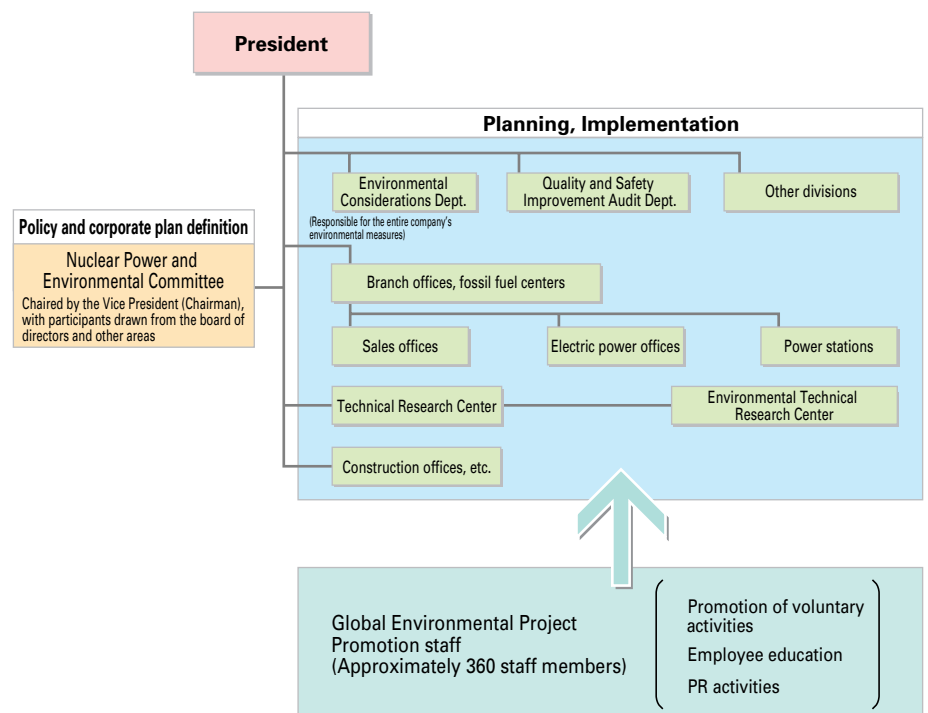 President
Planning, Implementation
Environmental
Considerations Dept.
(Responsible for the entire company's
environmental measures)
Quality and Safety
Improvement Audit Dept.
Other divisions
Policy and corporate plan definition
Nuclear Power and
Environmental Committee
Chaired by the Vice President (Chairman),
with participants drawn from the board of
directors and other areas
Branch offices, fossil fuel centers
Sales offices
Electric power offices
Power stations
Technical Research Center
Environmental Technical
Research Center
Construction offices, etc.
Global Environmental Project
Promotion staff
(Approximately 360 staff members)
Promotion of voluntary
activities
Employee education
PR activities